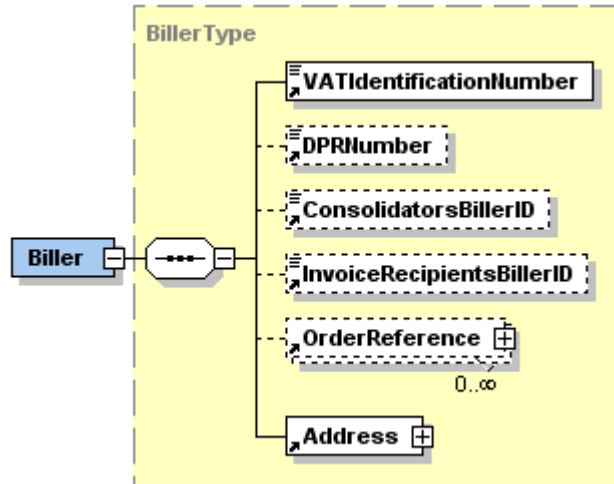 BillerType
VATIdentificationNumber
DPRNumber
ConsolidatorsBillerID
Biller
InvoiceRecipientsBillerID
OrderReference
0..∞
Address